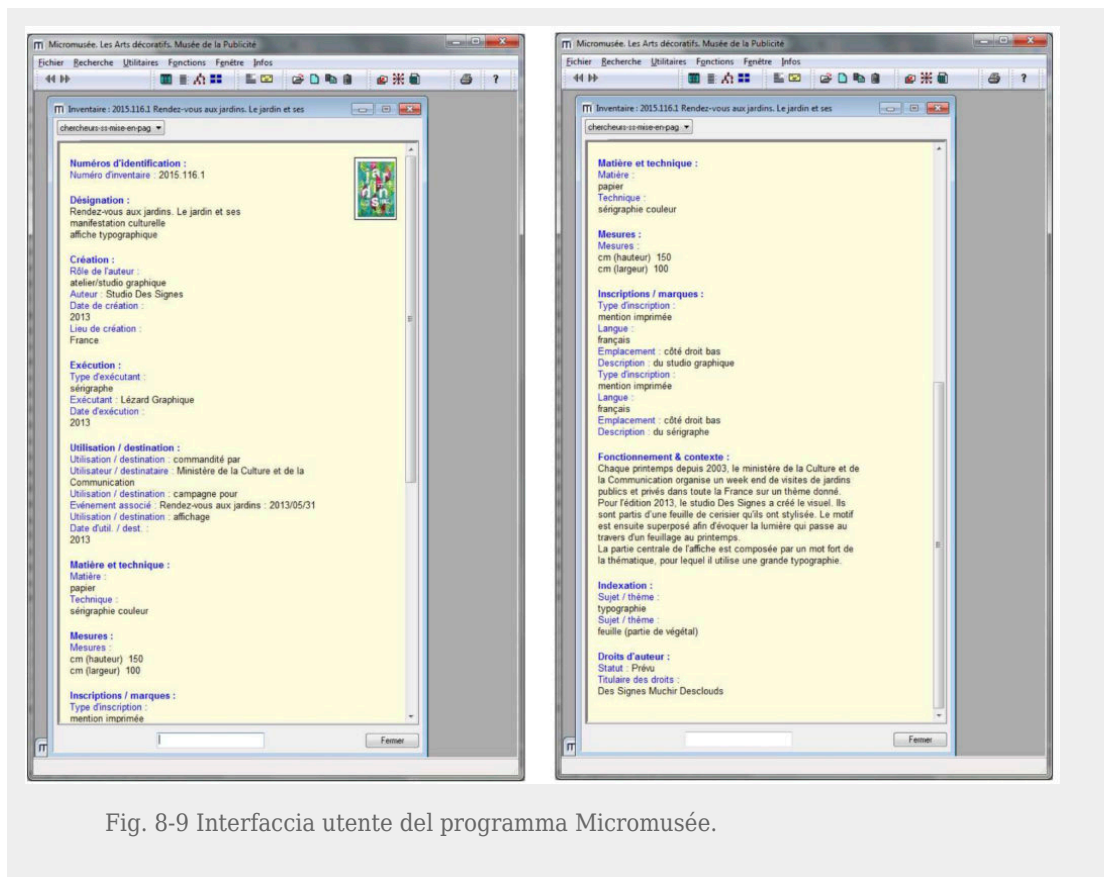 Micromusée. Les Arts décoratifs. Musée de la Publicité
Fichier Recherche Utilitaires Fonctions Fenêtre Infos
Inventaire : 2015.116.1 Rendez-vous aux jardins. Le jardin et ses
chercheurs-ss-mise-en-pag
Numéros d'identification :
Numéro d'inventaire : 2015.116.1
Désignation :
Rendez-vous aux jardins. Le jardin et ses
manifestation culturelle
affiche typographique
Création :
Rôle de l'auteur :
atelier/studio graphique
Auteur : Studio Des Signes
Date de création :
2013
Lieu de création :
France
Exécution :
Type d'exécutant :
sérigraphe
Exécutant : Lézard Graphique
Date d'exécution :
2013
Utilisation / destination :
Utilisation / destination : commandité par
Utilisateur / destinataire : Ministère de la Culture et de la
Communication
Utilisation / destination : campagne pour
Evénement associé : Rendez-vous aux jardins : 2013/05/31
Utilisation / destination : affichage
Date d'util. / dest. :
2013
Matière et technique :
Matière :
papier
Technique :
sérigraphie couleur
Mesures :
Mesures :
cm (hauteur) 150
cm (largeur) 100
Inscriptions / marques :
Type d'inscription :
mention imprimée
Fermer
Micromusée. Les Arts décoratifs. Musée de la Publicité
Fichier Recherche Utilitaires Fonctions Fenêtre Infos
Inventaire : 2015.116.1 Rendez-vous aux jardins. Le jardin et ses
chercheurs-ss-mise-en-pag
Matière et technique :
Matière :
papier
Technique :
sérigraphie couleur
Mesures :
Mesures :
cm (hauteur) 150
cm (largeur) 100
Inscriptions / marques :
Type d'inscription :
mention imprimée
Langue :
français
Emplacement : côté droit bas
Description : du studio graphique
Type d'inscription :
mention imprimée
Langue :
français
Emplacement : côté droit bas
Description : du sérigraphe
Fonctionnement & contexte :
Chaque printemps depuis 2003, le ministère de la Culture et de
la Communication organise un week end de visites de jardins
publics et privés dans toute la France sur un thème donné.
Pour l'édition 2013, le studio Des Signes a créé le visuel. Ils
sont partis d'une feuille de cerisier qu'ils ont stylisée. Le motif
est ensuite superposé afin d'évoquer la lumière qui passe au
travers d'un feuillage au printemps.
La partie centrale de l'affiche est composée par un mot fort de
la thématique, pour lequel il utilise une grande typographie.
Indexation :
Sujet / thème :
typographie
Sujet / thème :
feuille (partie de végétal)
Droits d'auteur :
Statut : Prévu
Titulaire des droits :
Des Signes Muchir Desclouds
Fermer
Fig. 8-9 Interfaccia utente del programma Micromusée.